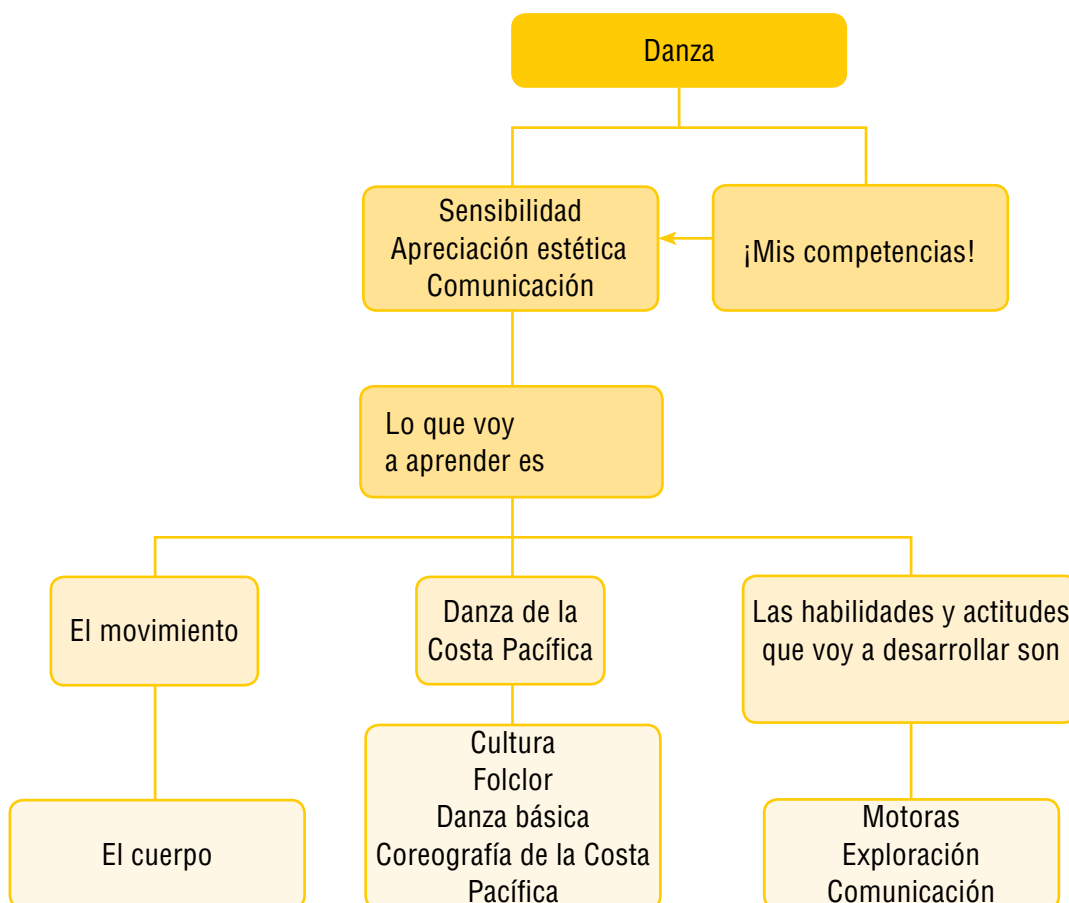 Danza
Sensibilidad
Apreciación estética
Comunicación
¡Mis competencias!
Lo que voy
a aprender es
El movimiento
Danza de la
Costa Pacífica
Las habilidades y actitudes
que voy a desarrollar son
El cuerpo
Cultura
Folclor
Danza básica
Coreografía de la Costa
Pacífica
Motoras
Exploración
Comunicación